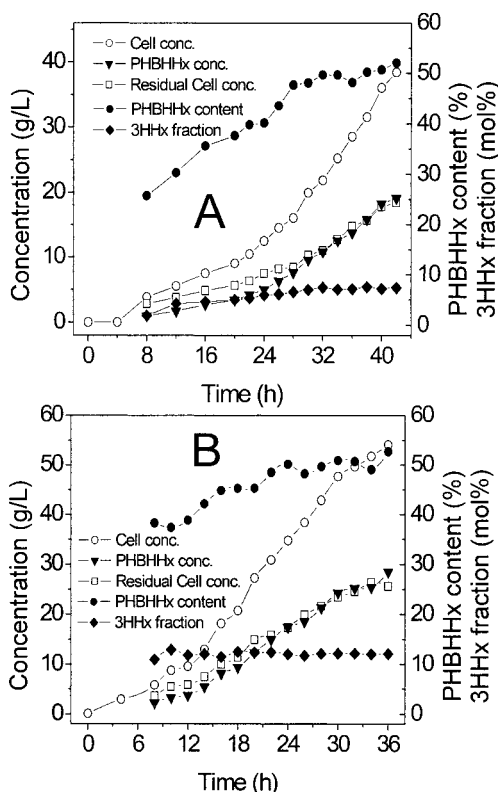 Cell conc.
PHBHHx conc.
Residual Cell conc.
PHBHHx content
3HHx fraction
A
40
30
20
10
0
60
50
40
30
20
10
0
0 8 16 24 32 40
Time (h)
Concentration (g/L)
PHBHHx content (%)
3HHx fraction (mol%)
B
Cell conc.
PHBHHx conc.
Residual Cell conc.
PHBHHx content
3HHx fraction
60
50
40
30
20
10
0
60
50
40
30
20
10
0
0 6 12 18 24 30 36
Time (h)
Concentration (g/L)
PHBHHx content (%)
3HHx fraction (mol%)